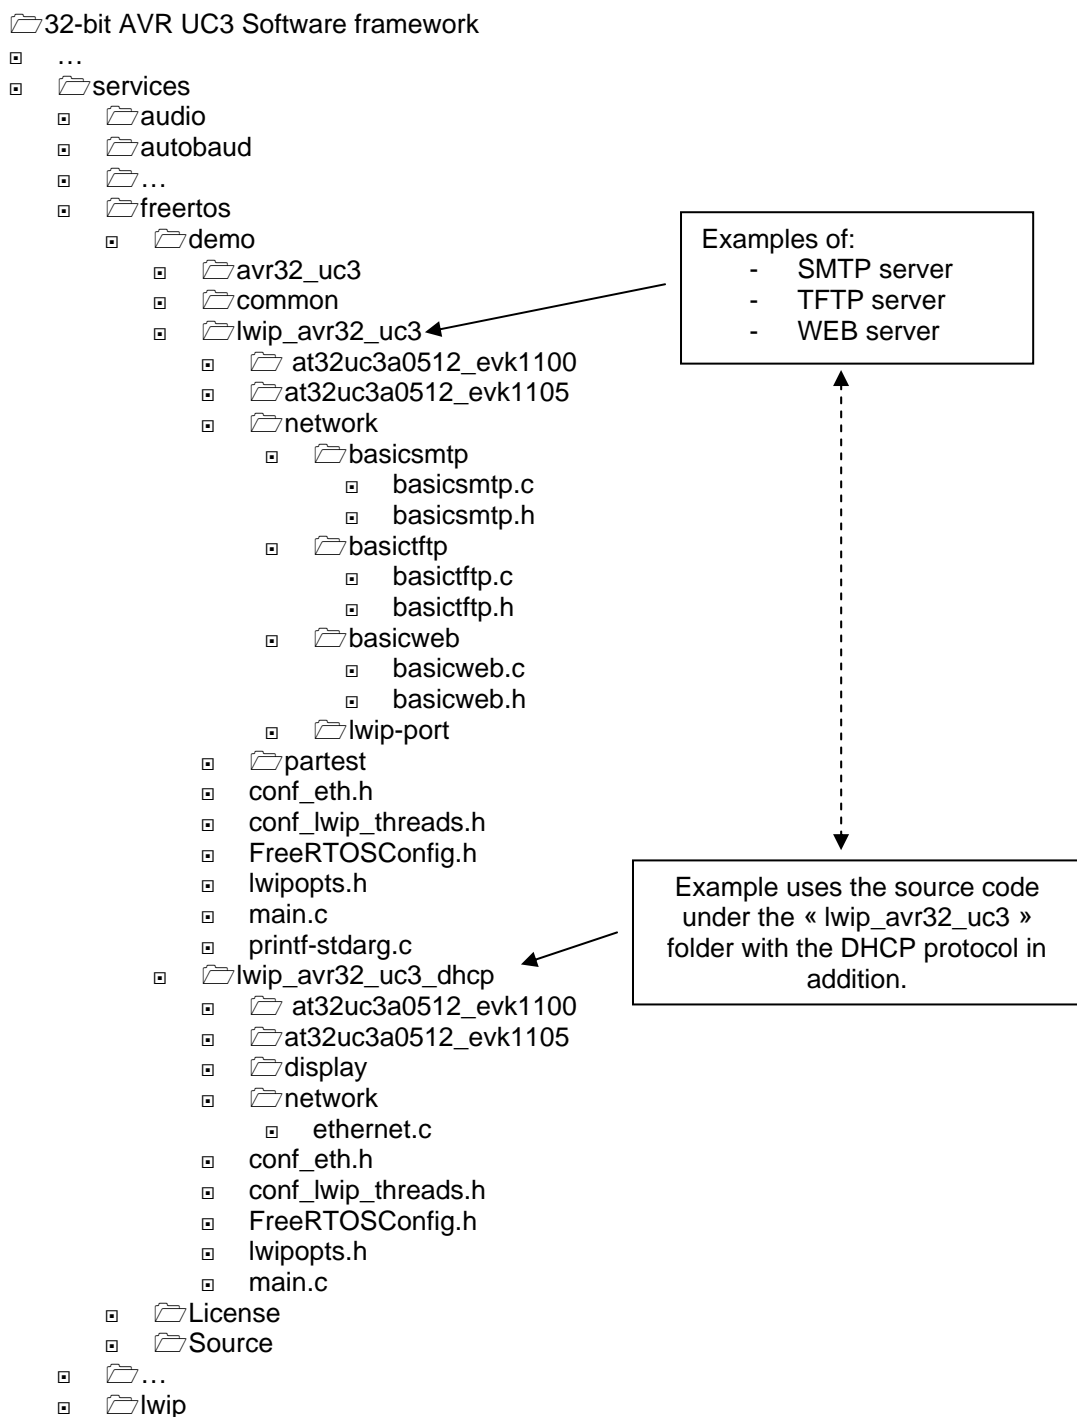 32-bit AVR UC3 Software framework
…
services
audio
autobaud
…
freertos
demo
avr32_uc3
common
lwip_avr32_uc3
at32uc3a0512_evk1100
at32uc3a0512_evk1105
network
basicsmtp
basicsmtp.c
basicsmtp.h
basictftp
basictftp.c
basictftp.h
basicweb
basicweb.c
basicweb.h
lwip-port
partest
conf_eth.h
conf_lwip_threads.h
FreeRTOSConfig.h
lwipopts.h
main.c
printf-stdarg.c
lwip_avr32_uc3_dhcp
at32uc3a0512_evk1100
at32uc3a0512_evk1105
display
network
ethernet.c
conf_eth.h
conf_lwip_threads.h
FreeRTOSConfig.h
lwipopts.h
main.c
License
Source
…
lwip
Examples of:
- SMTP server
- TFTP server
- WEB server
Example uses the source code
under the « lwip_avr32_uc3 »
folder with the DHCP protocol in
addition.